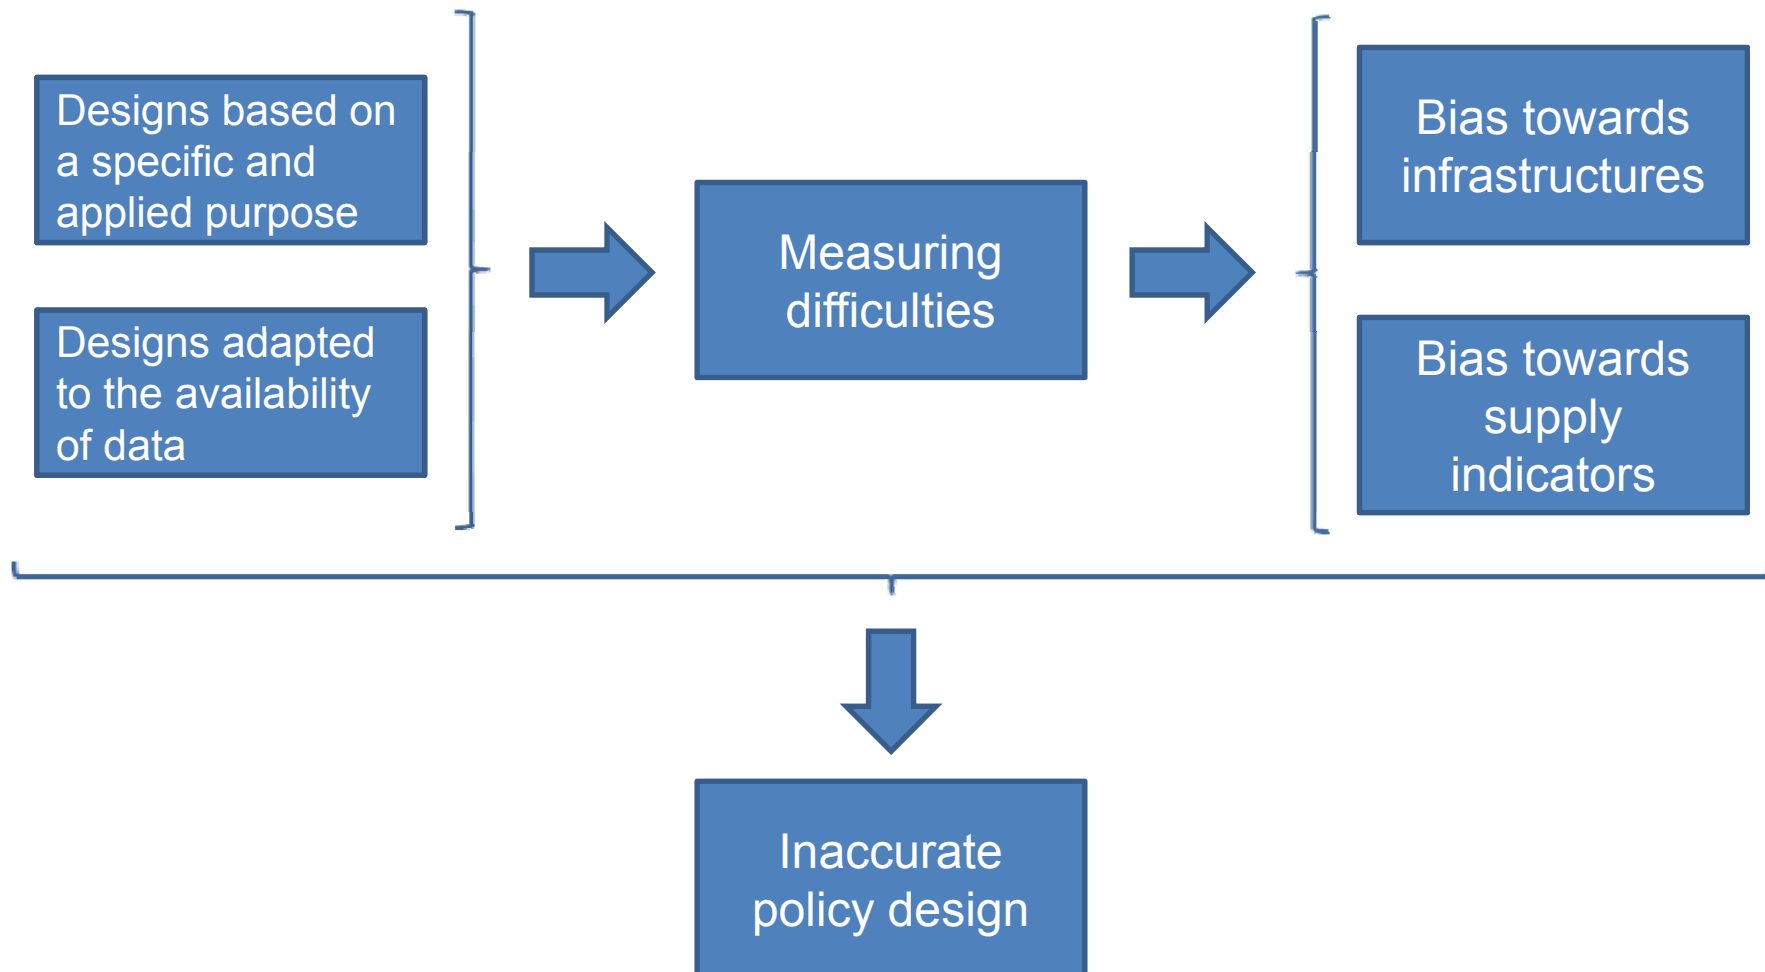 Designs based on
a specific and
applied purpose
Designs adapted
to the availability
of data
Measuring
difficulties
Bias towards
infrastructures
Bias towards
supply
indicators
Inaccurate
policy design